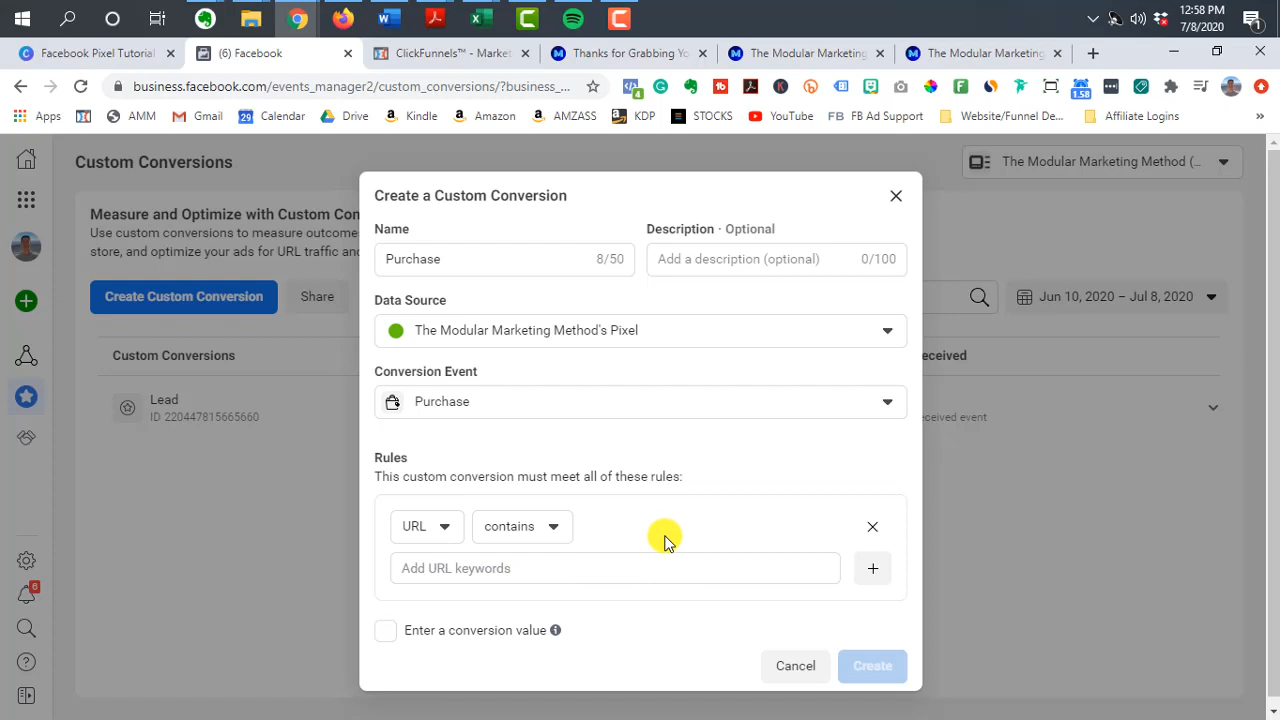 12:58 PM
7/8/2020
1
Facebook Pixel Tutorial
(6) Facebook
ClickFunnels™ - Market
Thanks for Grabbing Yo
The Modular Marketing
The Modular Marketing
business.facebook.com/events_manager2/custom_conversions/?business_...
4
1.58
Apps
AMM
Gmail
Calendar
Drive
Kindle
Amazon
AMZASS
KDP
STOCKS
YouTube
FB FB Ad Support
Website/Funnel De...
Affiliate Logins
»
Custom Conversions
The Modular Marketing Method (...
Measure and Optimize with Custom Con
Use custom conversions to measure outcome
store, and optimize your ads for URL traffic an
Create Custom Conversion
Share
Jun 10, 2020 – Jul 8, 2020
Custom Conversions
eceived
Lead
ID 220447815665660
eceived event
6
Create a Custom Conversion
Name
Description · Optional
Purchase 8/50
Add a description (optional) 0/100
Data Source
The Modular Marketing Method's Pixel
Conversion Event
Purchase
Rules
This custom conversion must meet all of these rules:
URL
contains
Add URL keywords
Enter a conversion value
Cancel
Create